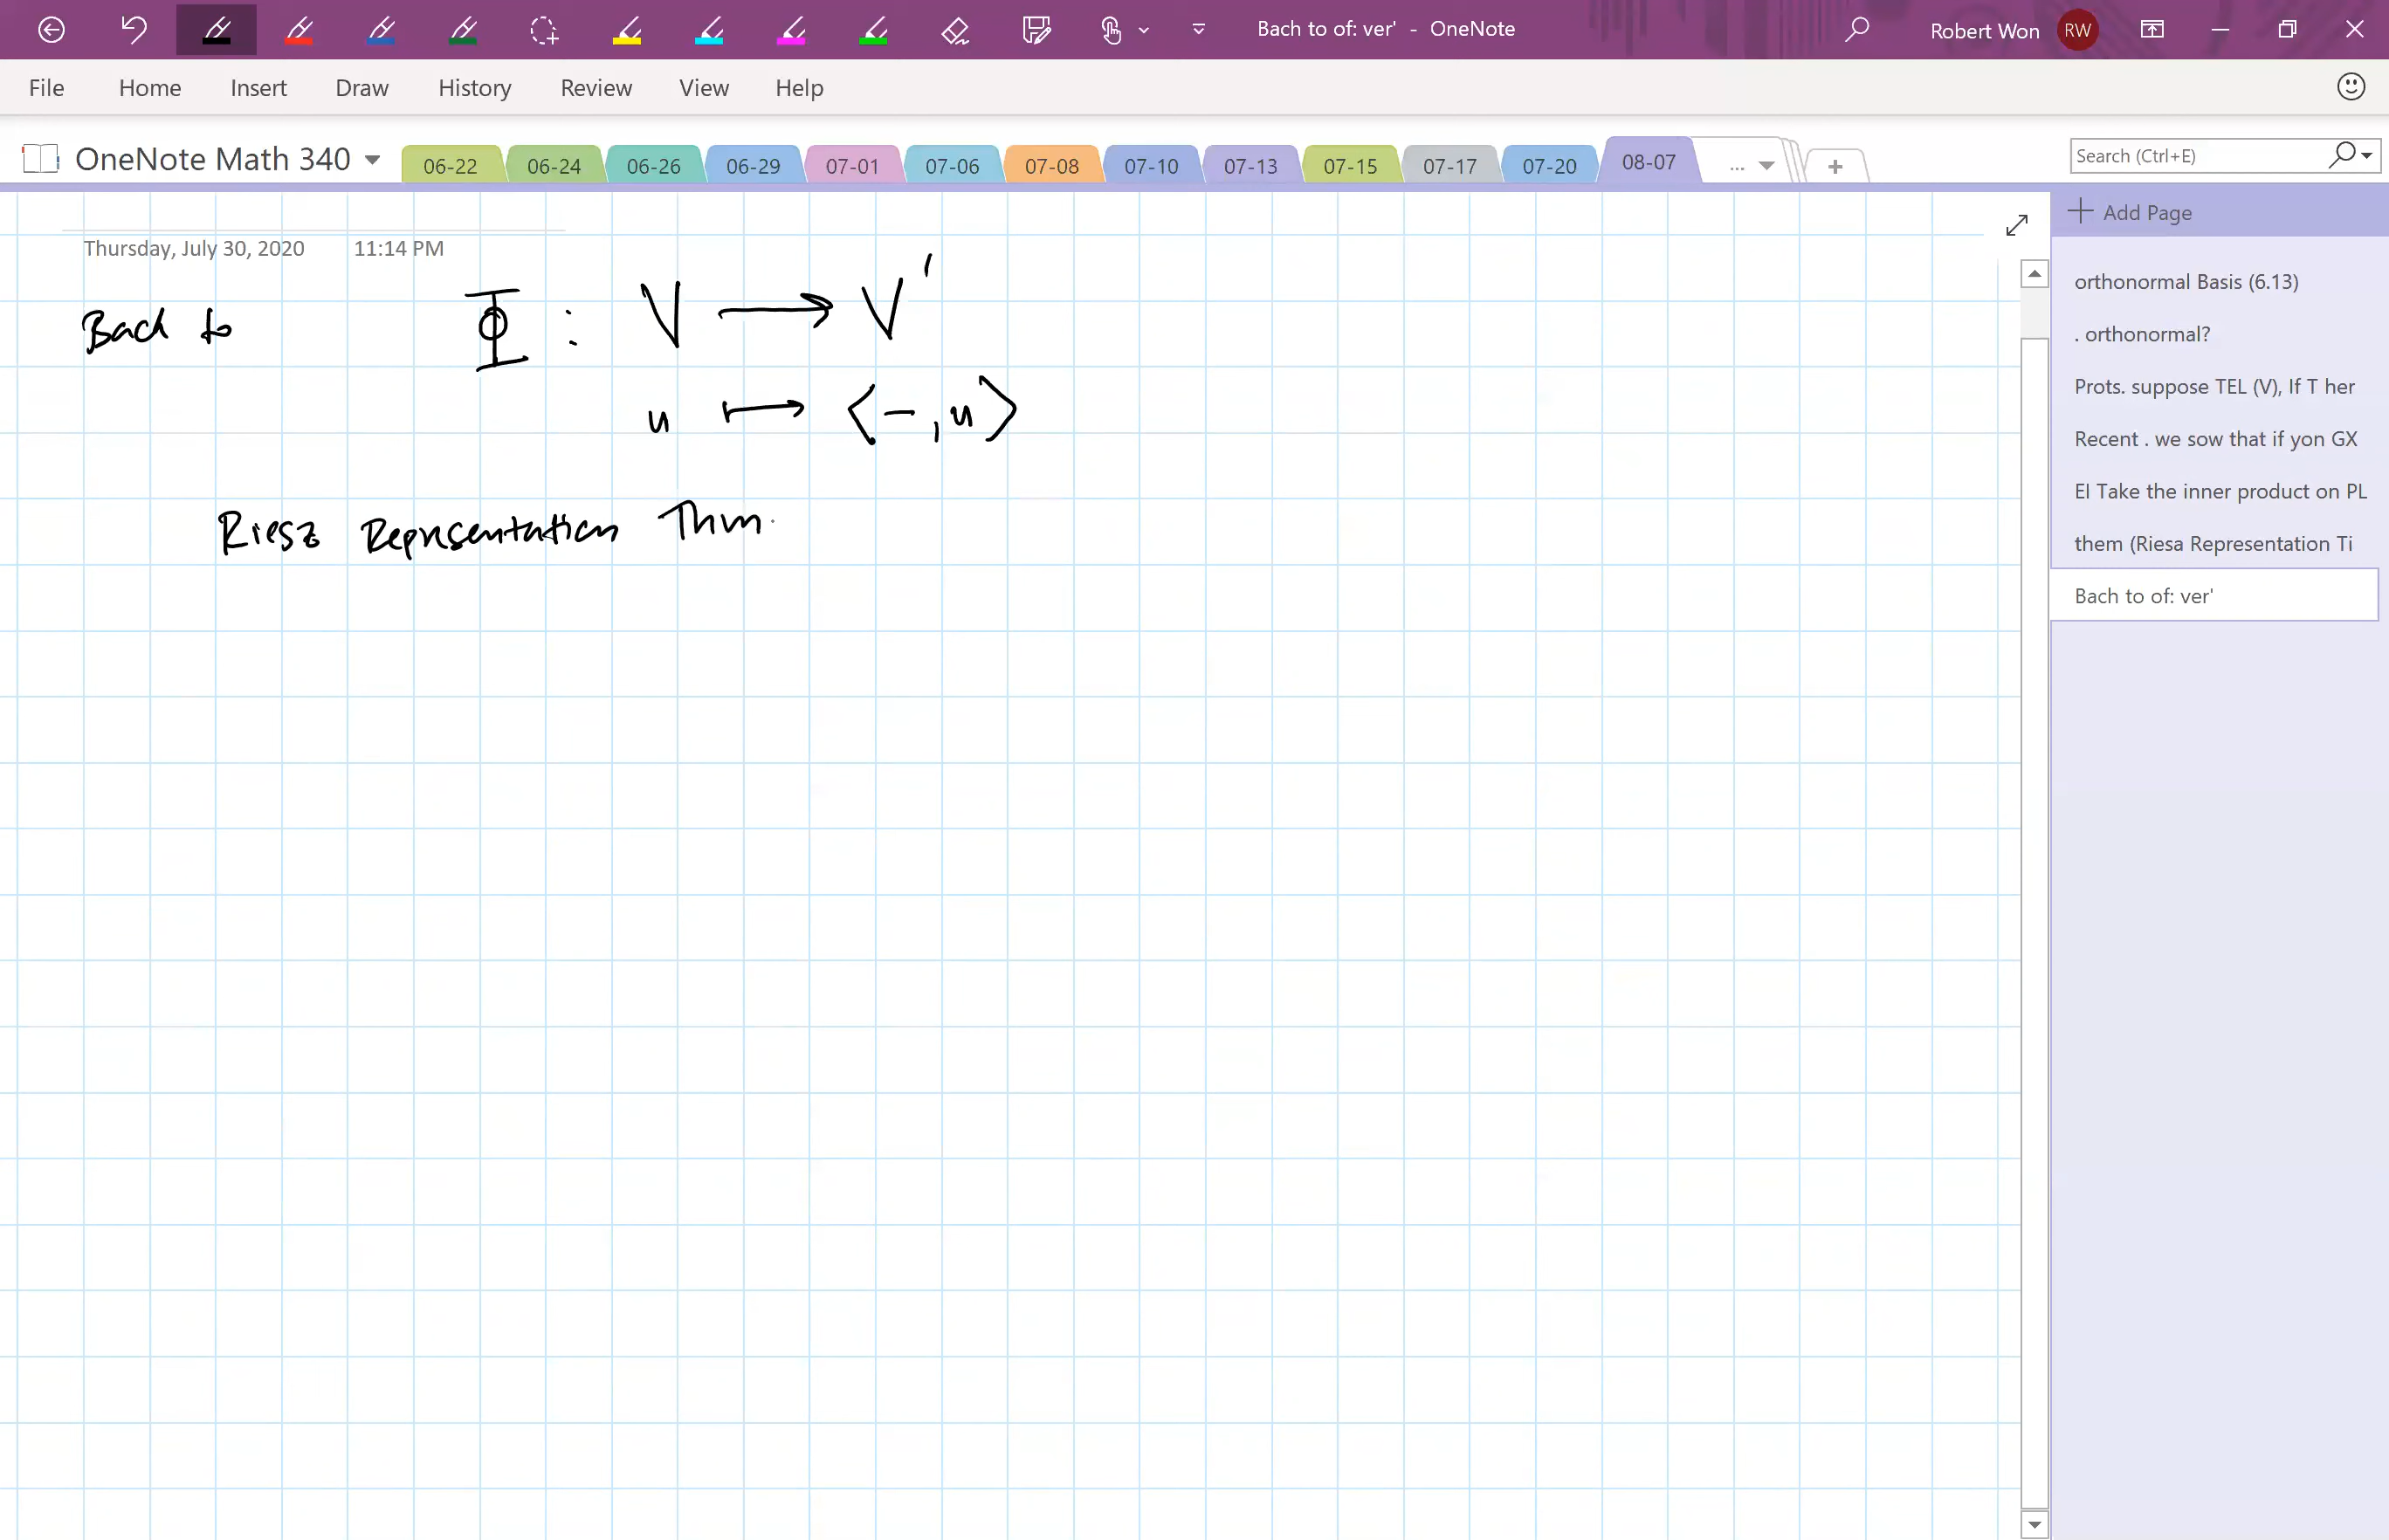 Bach to of: ver' - OneNote
Robert Won RW
File Home Insert Draw History Review View Help
OneNote Math 340 06-22 06-24 06-26 06-29 07-01 07-06 07-08 07-10 07-13 07-15 07-17 07-20 08-07 ... + Search (Ctrl+E)
Add Page
orthonormal Basis (6.13)
. orthonormal?
Prots. suppose TEL (V), If T her
Recent . we sow that if yon GX
El Take the inner product on PL
them (Riesa Representation Ti
Bach to of: ver'
Thursday, July 30, 2020 11:14 PM
Back to Φ : V ⟶ V'
u ⟼ ⟨–, u⟩
Riesz Representation Thm.